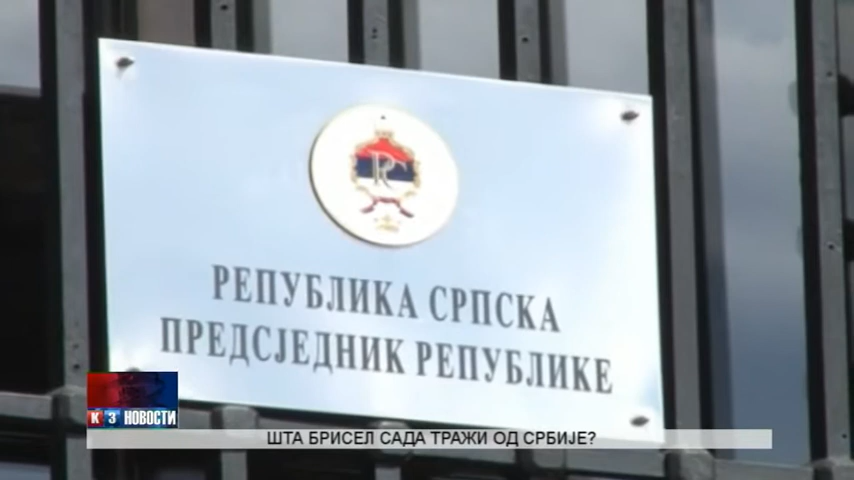 РЕПУБЛИКА СРПСКА
ПРЕДСЈЕДНИК РЕПУБЛИКЕ
К З НОВОСТИ
ШТА БРИСЕЛ САДА ТРАЖИ ОД СРБИЈЕ?